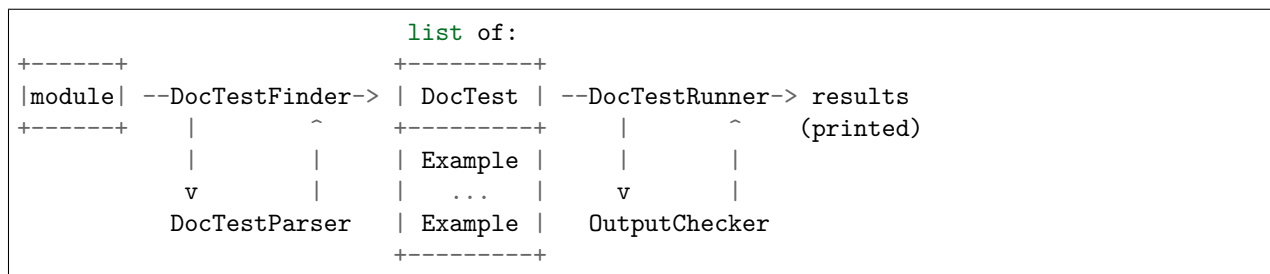 list of:
+------+                   +---------+
|module| --DocTestFinder-> | DocTest | --DocTestRunner-> results
+------+    |        ^     +---------+     |       ^    (printed)
            |        |     | Example |     |       |
            v        |     |   ...   |     v       |
           DocTestParser   | Example |   OutputChecker
                           +---------+